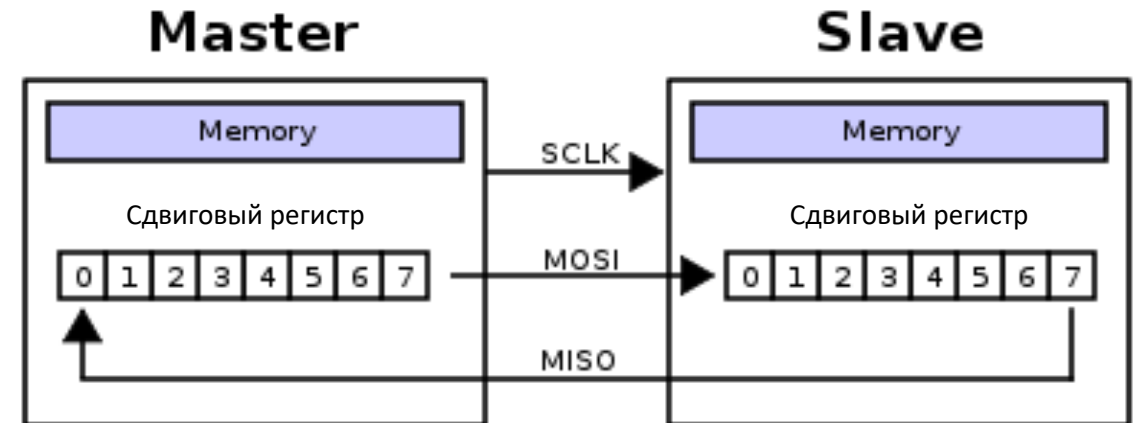 Master
Slave
Memory
SCLK
Memory
Сдвиговый регистр
Сдвиговый регистр
0 1 2 3 4 5 6 7
MOSI
0 1 2 3 4 5 6 7
MISO